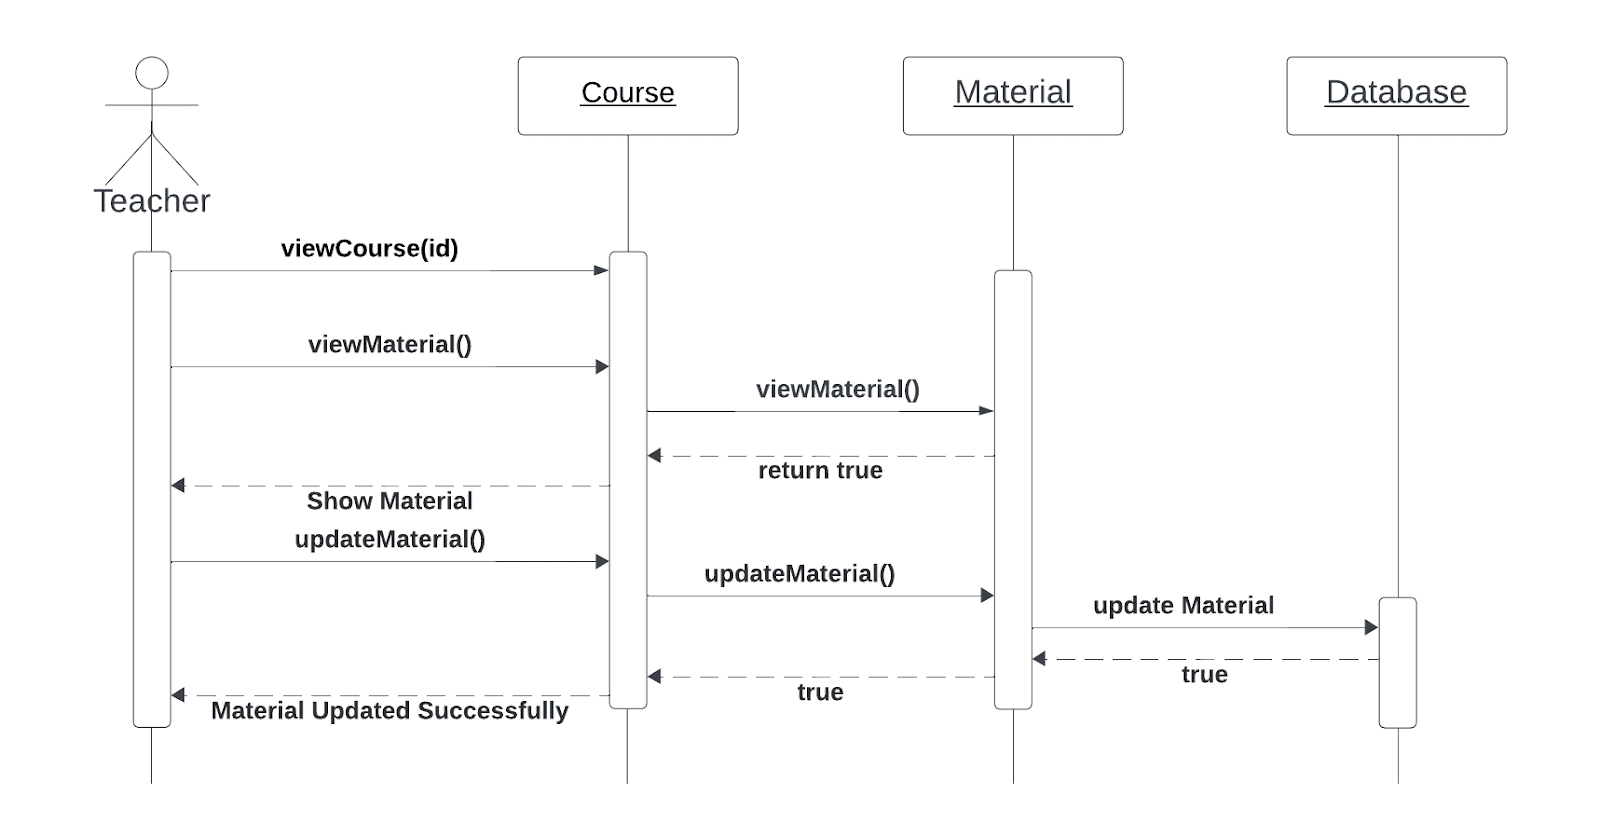 Course
Material
Database
Teacher
viewCourse(id)
viewMaterial()
viewMaterial()
return true
Show Material
updateMaterial()
updateMaterial()
update Material
true
true
Material Updated Successfully